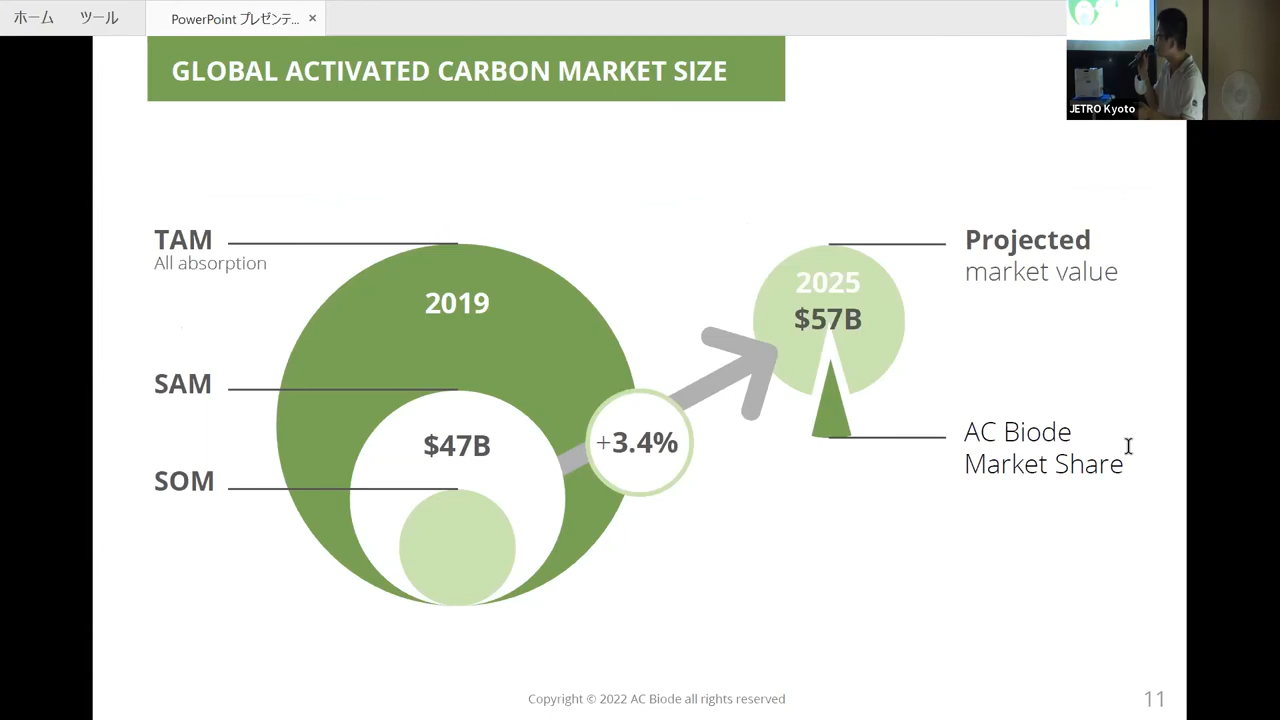 ホーム ツール PowerPoint プレゼンテ... ×
JETRO Kyoto
GLOBAL ACTIVATED CARBON MARKET SIZE
TAM
All absorption
SAM
SOM
2019
$47B
+3.4%
2025
$57B
Projected
market value
AC Biode
Market Share
Copyright © 2022 AC Biode all rights reserved
11